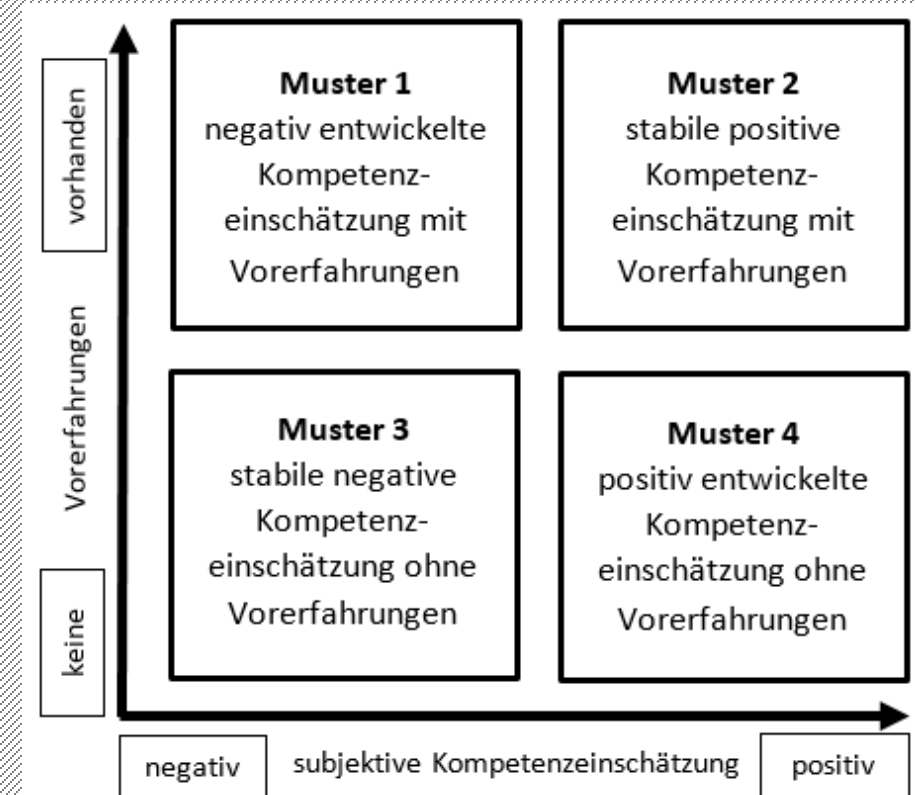 vorhanden
Vorerfahrungen
keine
Muster 1
negativ entwickelte
Kompetenz-
einschätzung mit
Vorerfahrungen
Muster 2
stabile positive
Kompetenz-
einschätzung mit
Vorerfahrungen
Muster 3
stabile negative
Kompetenz-
einschätzung ohne
Vorerfahrungen
Muster 4
positiv entwickelte
Kompetenz-
einschätzung ohne
Vorerfahrungen
negativ
subjektive Kompetenzeinschätzung
positiv